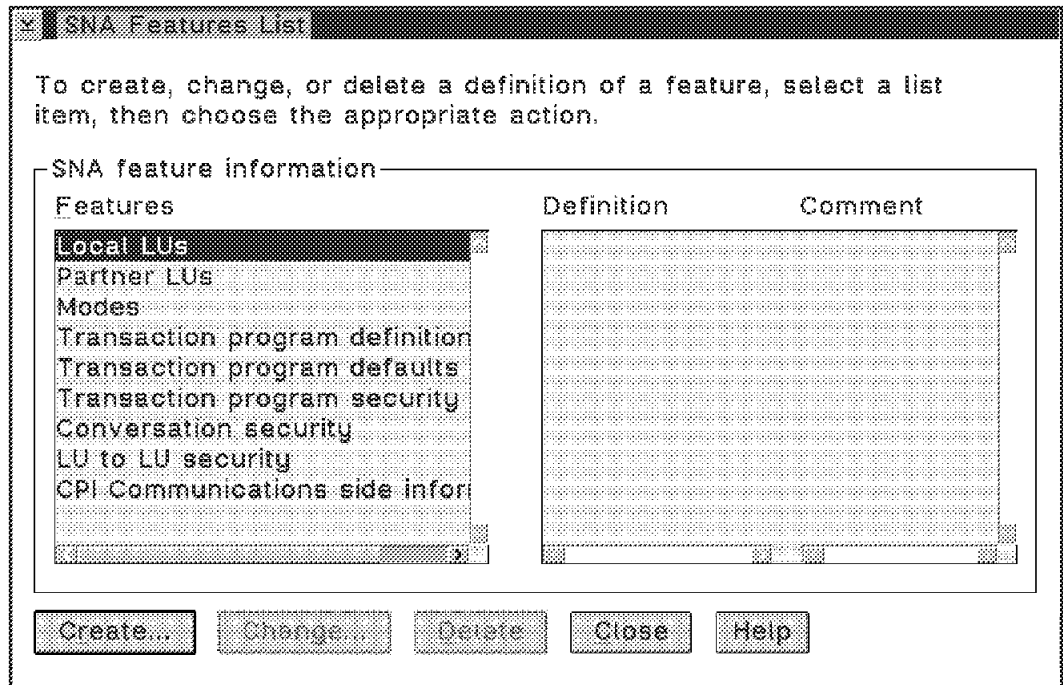 SNA Features List
To create, change, or delete a definition of a feature, select a list
item, then choose the appropriate action.
SNA feature information
Features Definition Comment
Local LUs
Partner LUs
Modes
Transaction program definition
Transaction program defaults
Transaction program security
Conversation security
LU to LU security
CPI Communications side infor
Create... Change... Delete Close Help